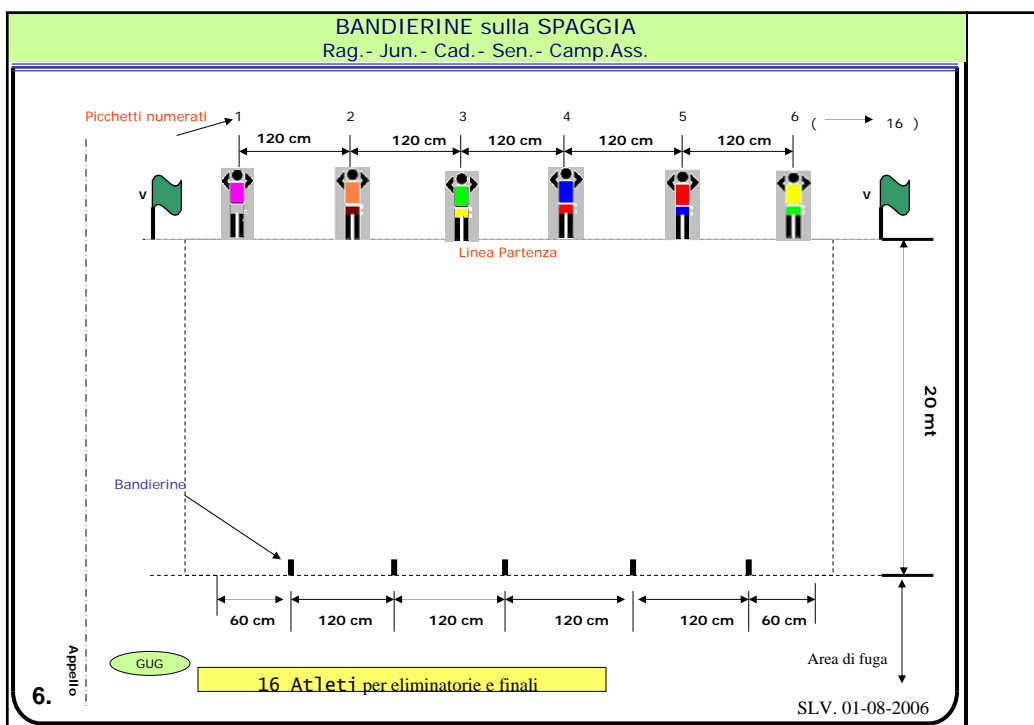 BANDIERINE sulla SPAGGIA
Rag.- Jun.- Cad.- Sen.- Camp.Ass.
Picchetti numerati
1 2 3 4 5 6 ( 16 )
120 cm 120 cm 120 cm 120 cm 120 cm
v v
Linea Partenza
20 mt
Bandierine
60 cm 120 cm 120 cm 120 cm 120 cm 60 cm
Appello
GUG
Area di fuga
16 Atleti per eliminatorie e finali
6.
SLV. 01-08-2006